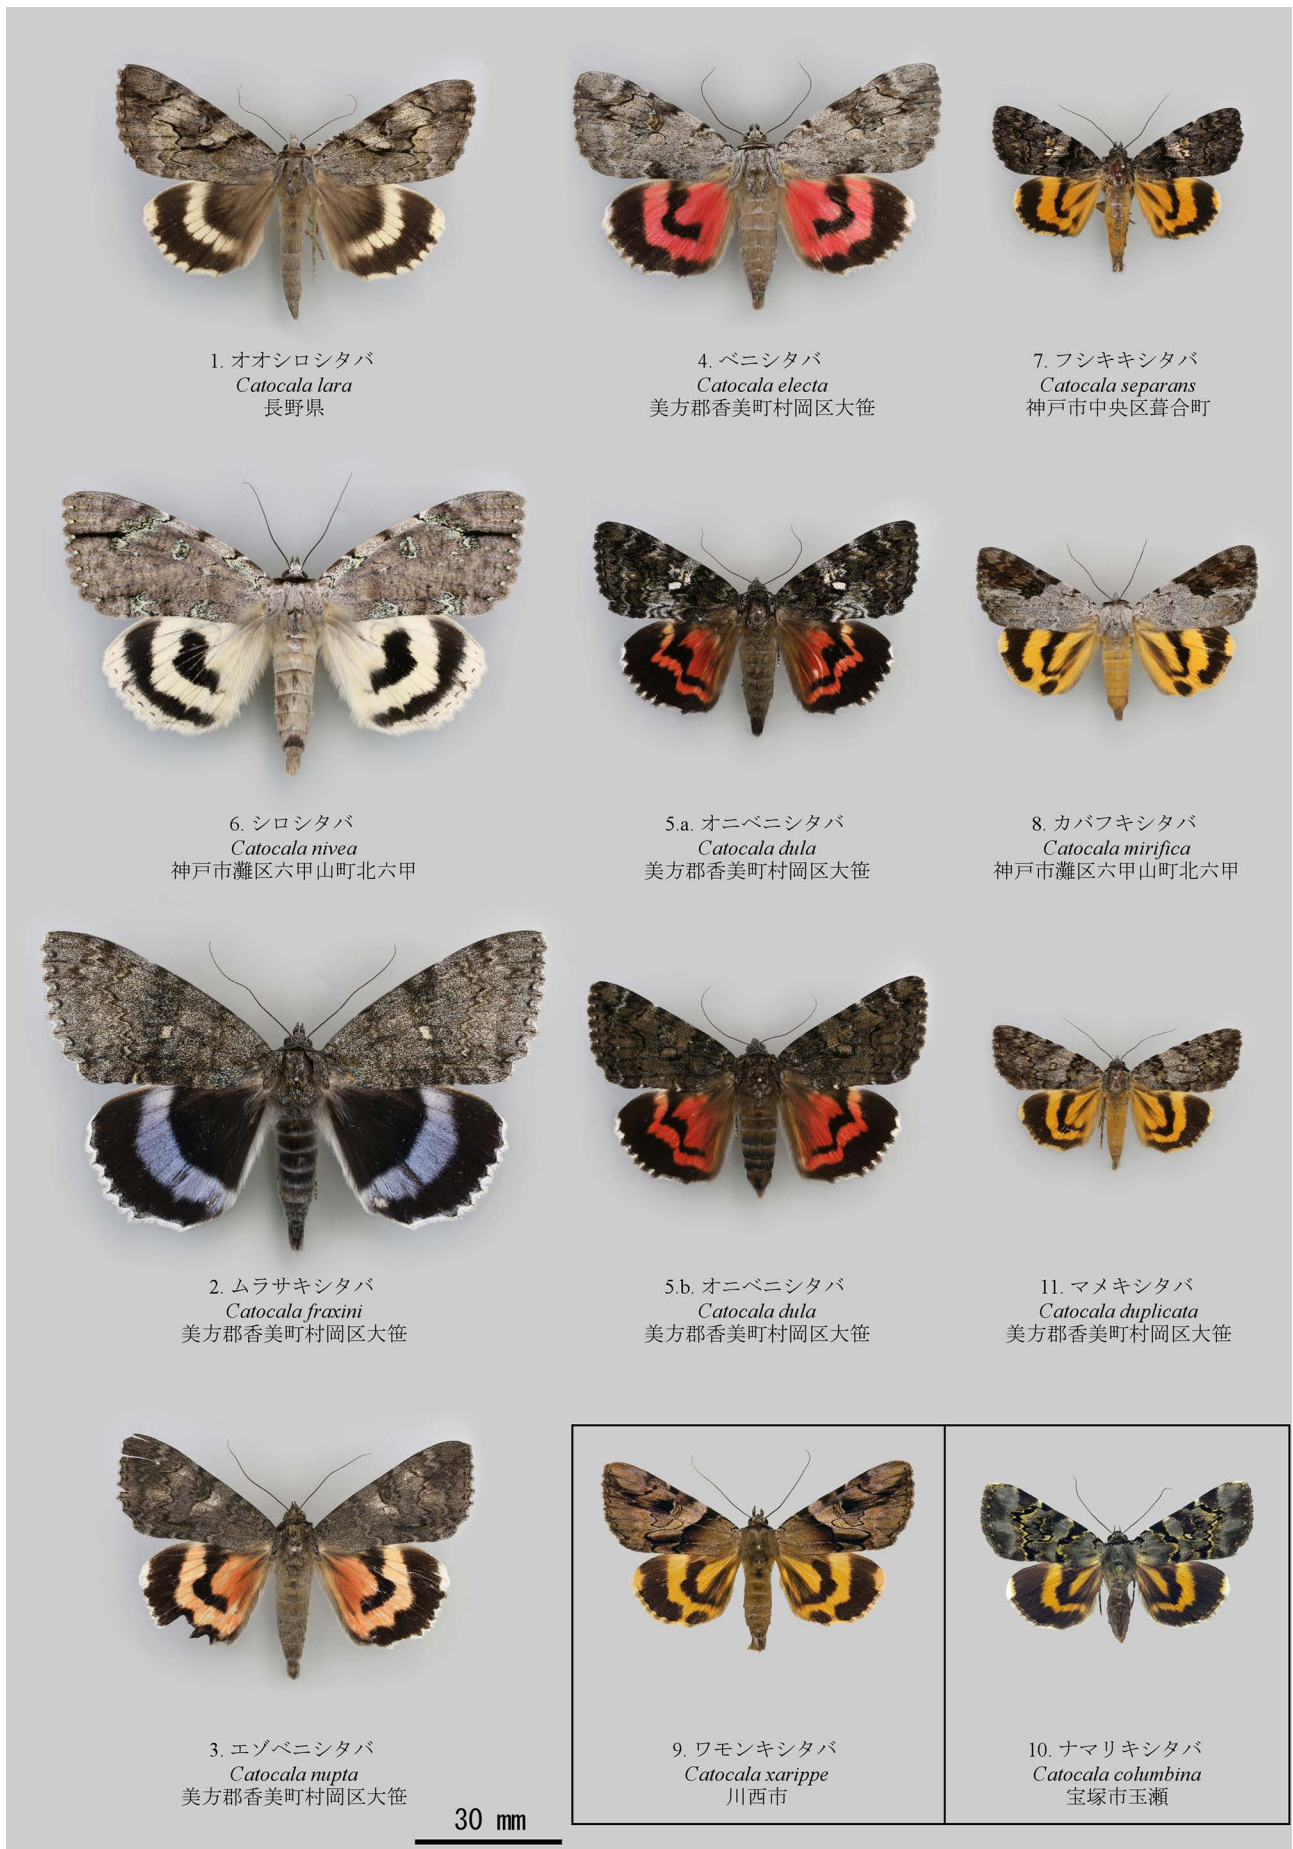 1. オオシロシタバ
Catocala lara
長野県
4. ベニシタバ
Catocala electa
美方郡香美町村岡区大笹
7. フシキキシタバ
Catocala separans
神戸市中央区葺合町
6. シロシタバ
Catocala nivea
神戸市灘区六甲山町北六甲
5.a. オニベニシタバ
Catocala dula
美方郡香美町村岡区大笹
8. カバフキシタバ
Catocala mirifica
神戸市灘区六甲山町北六甲
2. ムラサキシタバ
Catocala fraxini
美方郡香美町村岡区大笹
5.b. オニベニシタバ
Catocala dula
美方郡香美町村岡区大笹
11. マメキシタバ
Catocala duplicata
美方郡香美町村岡区大笹
3. エゾベニシタバ
Catocala nupta
美方郡香美町村岡区大笹
9. ワモンキシタバ
Catocala xarippe
川西市
10. ナマリキシタバ
Catocala columbina
宝塚市玉瀬
30 mm